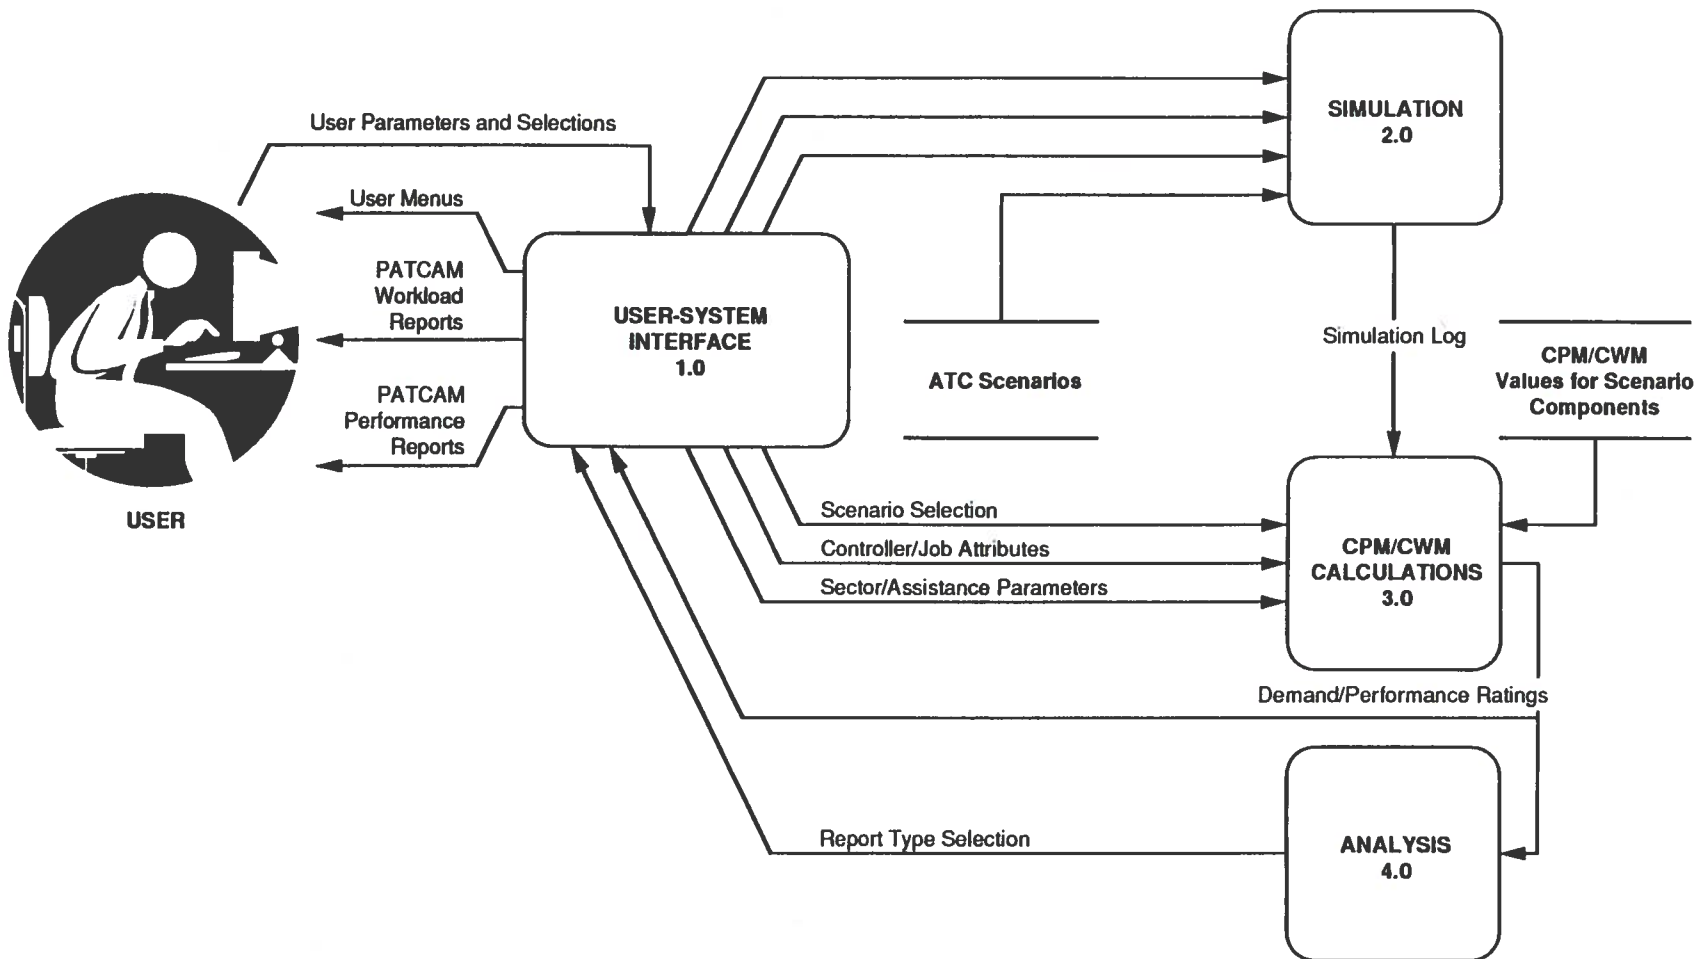 User Parameters and Selections
User Menus
PATCAM
Workload
Reports
PATCAM
Performance
Reports
USER
USER-SYSTEM
INTERFACE
1.0
SIMULATION
2.0
ATC Scenarios
Simulation Log
CPM/CWM
Values for Scenario
Components
Scenario Selection
Controller/Job Attributes
Sector/Assistance Parameters
CPM/CWM
CALCULATIONS
3.0
Demand/Performance Ratings
Report Type Selection
ANALYSIS
4.0